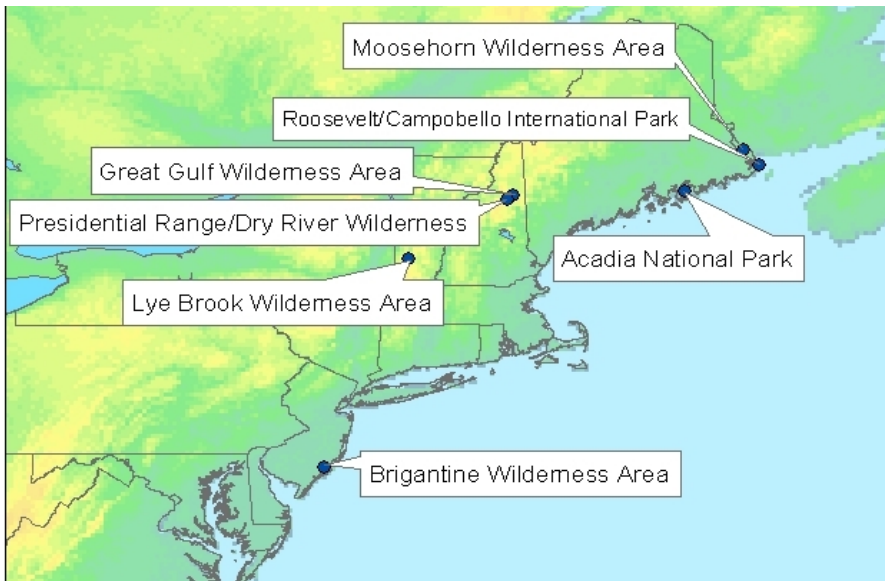 Moosehorn Wilderness Area
Roosevelt/Campobello International Park
Great Gulf Wilderness Area
Presidential Range/Dry River Wilderness
Acadia National Park
Lye Brook Wilderness Area
Brigantine Wilderness Area